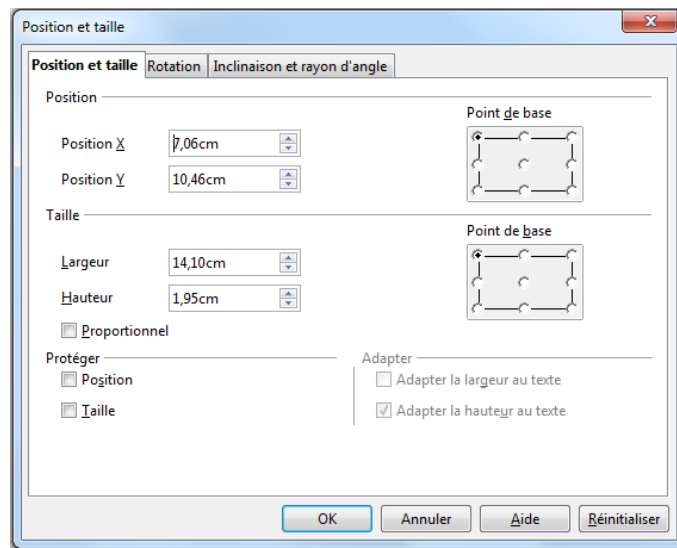 Position et taille
Position et taille Rotation Inclinaison et rayon d'angle
Position
Point de base
Position X 7,06cm
Position Y 10,46cm
Taille
Point de base
Largeur 14,10cm
Hauteur 1,95cm
Proportionnel
Protéger Adapter
Position Adapter la largeur au texte
Taille Adapter la hauteur au texte
OK Annuler Aide Réinitialiser